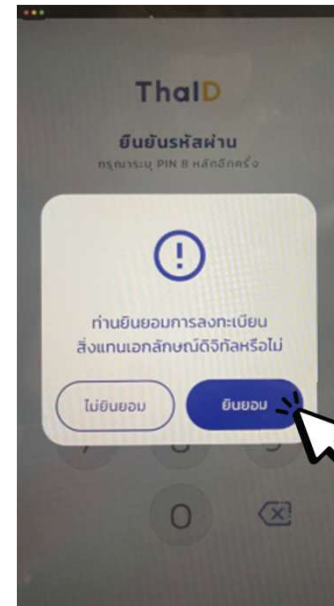 ThaID
ยืนยันรหัสผ่าน
กรุณาระบุ PIN 8 หลักอีกครั้ง
ท่านยินยอมการลงทะเบียน
สิ่งแทนเอกลักษณ์ดิจิทัลหรือไม่
ไม่ยินยอม
ยินยอม
0